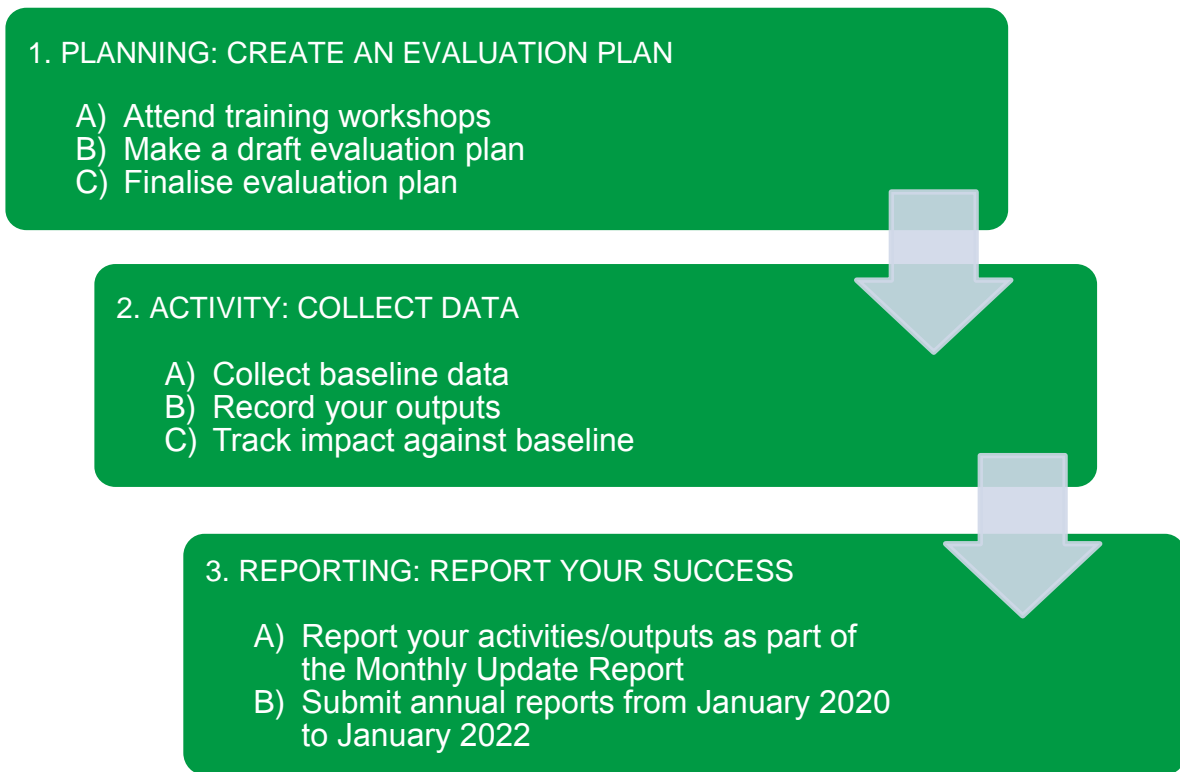 1. PLANNING: CREATE AN EVALUATION PLAN
A) Attend training workshops
B) Make a draft evaluation plan
C) Finalise evaluation plan
2. ACTIVITY: COLLECT DATA
A) Collect baseline data
B) Record your outputs
C) Track impact against baseline
3. REPORTING: REPORT YOUR SUCCESS
A) Report your activities/outputs as part of
the Monthly Update Report
B) Submit annual reports from January 2020
to January 2022